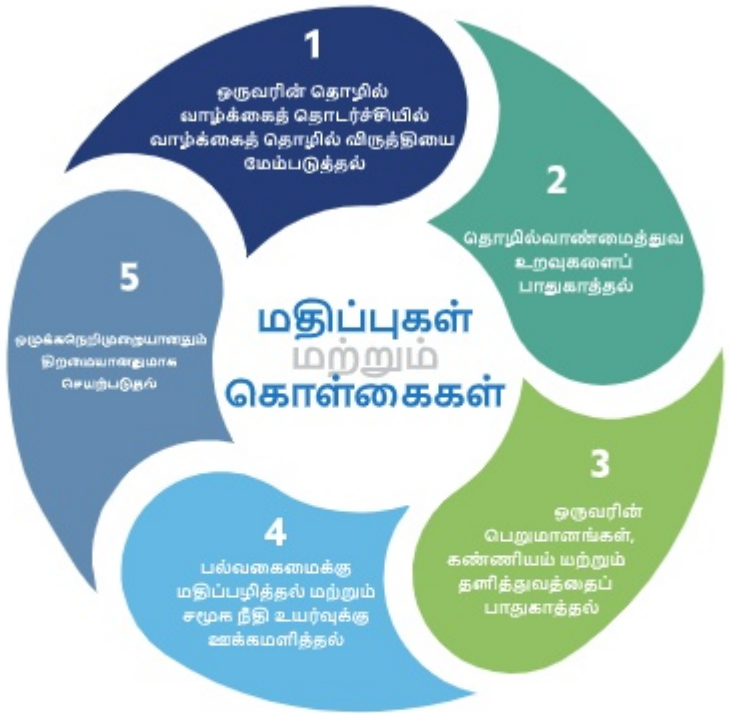 1
ஒருவரின் தொழில்
வாழ்க்கைத் தொடர்ச்சியில்
வாழ்க்கைத் தொழில் விருத்தியை
மேம்படுத்தல்
2
தொழில்வாண்மைத்துவ
உறவுகளைப்
பாதுகாத்தல்
3
ஒருவரின்
பெறுமானங்கள்,
கண்ணியம் மற்றும்
தனித்துவத்தைப்
பாதுகாத்தல்
4
பல்வகைமைக்கு
மதிப்பழித்தல் மற்றும்
சமூக நீதி உயர்வுக்கு
ஊக்கமளித்தல்
5
ஒழுக்கநெறிமுறையானதும்
திறமையானதுமாக
செயற்படுதல்
மதிப்புகள்
மற்றும்
கொள்கைகள்